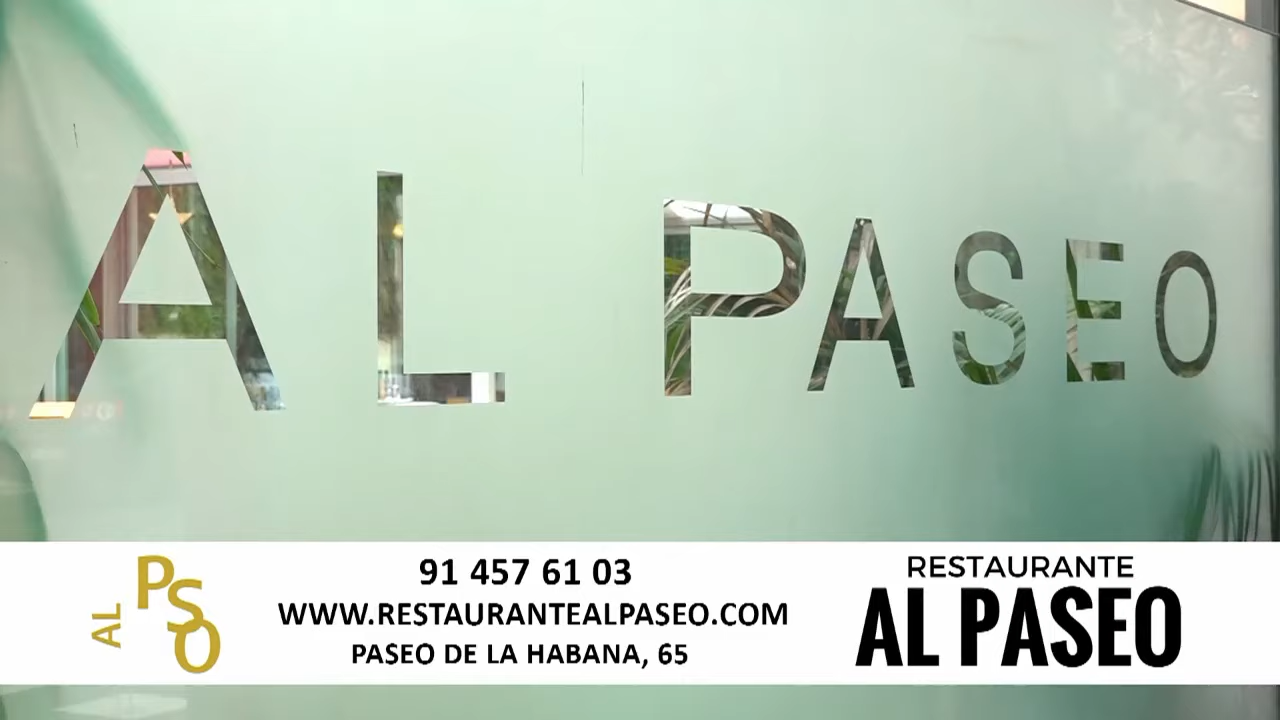 AL PASEO
AL PSO
91 457 61 03
WWW.RESTAURANTEALPASEO.COM
PASEO DE LA HABANA, 65
RESTAURANTE
AL PASEO